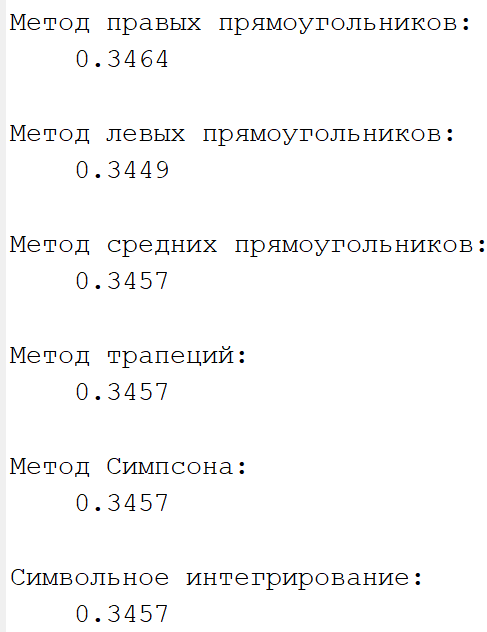 Метод правых прямоугольников:
0.3464
Метод левых прямоугольников:
0.3449
Метод средних прямоугольников:
0.3457
Метод трапеций:
0.3457
Метод Симпсона:
0.3457
Символьное интегрирование:
0.3457